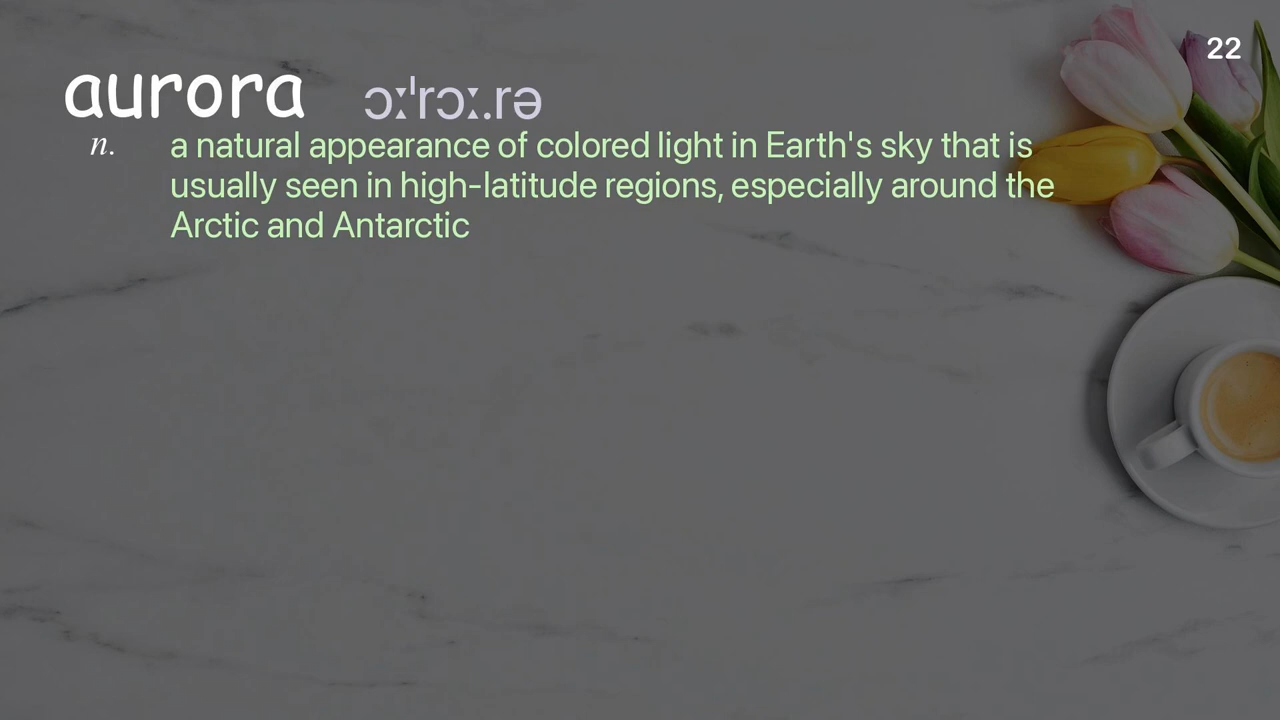 22
aurora ɔːˈrɔː.rə
n. a natural appearance of colored light in Earth's sky that is
usually seen in high-latitude regions, especially around the
Arctic and Antarctic